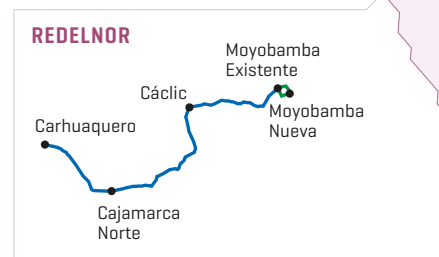 REDELNOR
Moyobamba
Existente
Cáclic
Moyobamba
Nueva
Carhuaquero
Cajamarca
Norte